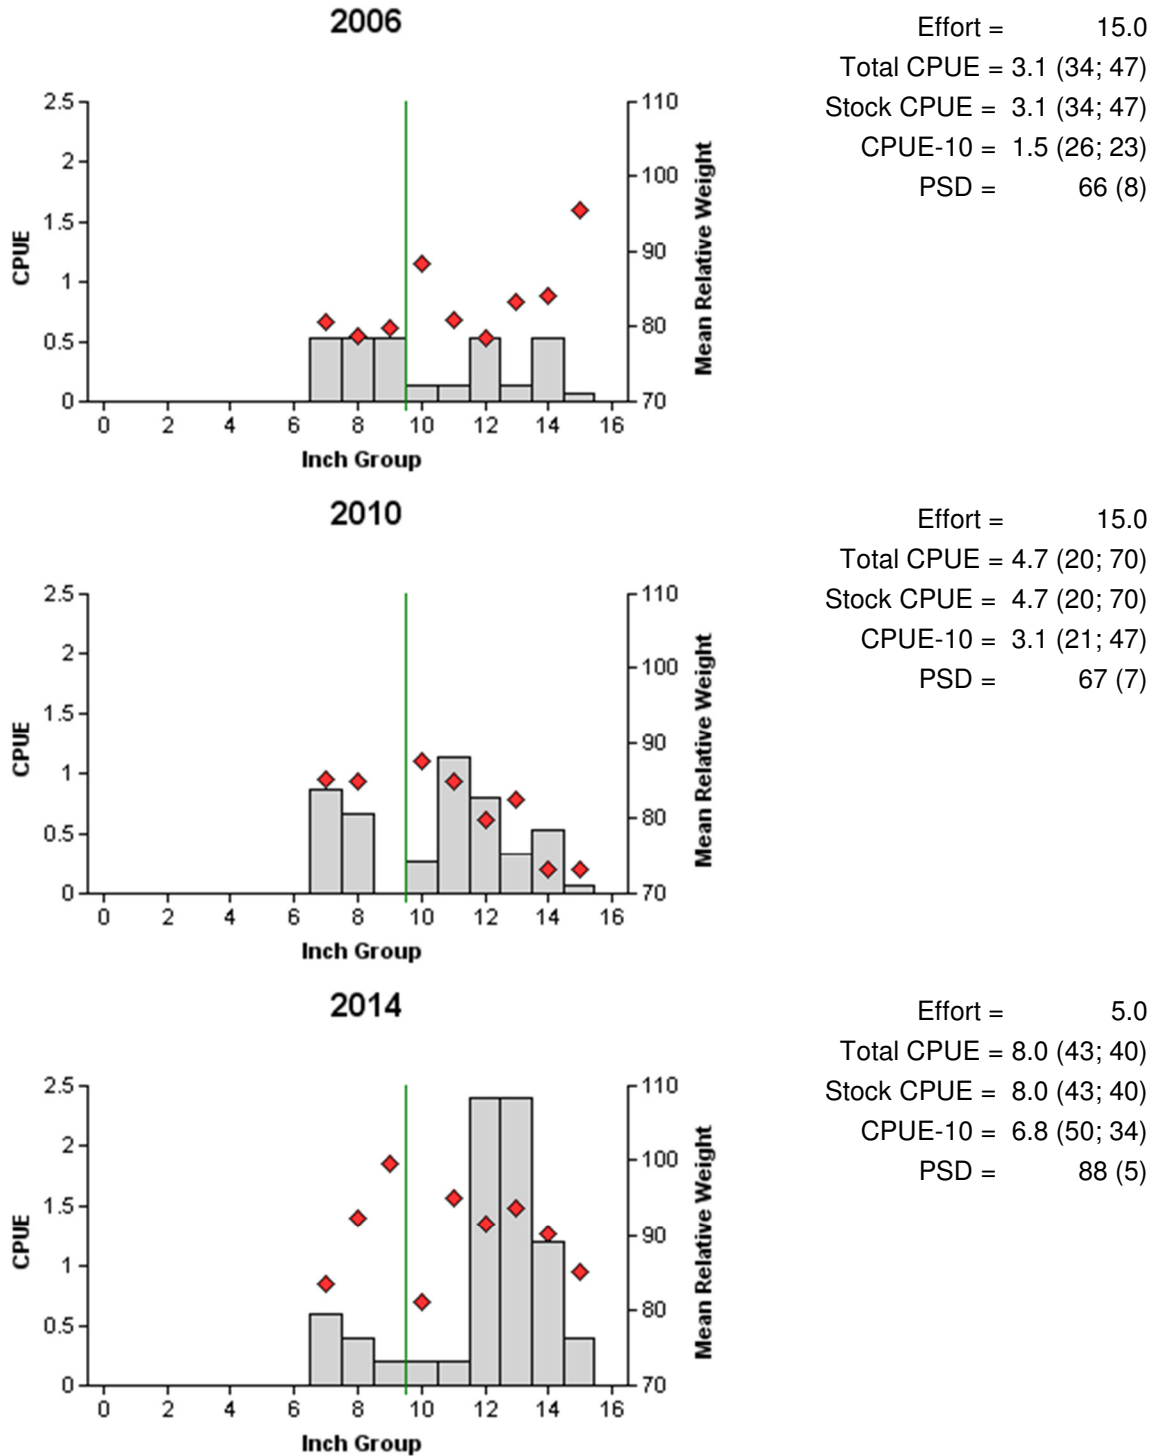 2006
Effort = 15.0
Total CPUE = 3.1 (34; 47)
Stock CPUE = 3.1 (34; 47)
CPUE-10 = 1.5 (26; 23)
PSD = 66 (8)
2.5
2
1.5
1
0.5
0
CPUE
110
100
90
80
70
Mean Relative Weight
0 2 4 6 8 10 12 14 16
Inch Group
2010
Effort = 15.0
Total CPUE = 4.7 (20; 70)
Stock CPUE = 4.7 (20; 70)
CPUE-10 = 3.1 (21; 47)
PSD = 67 (7)
2.5
2
1.5
1
0.5
0
CPUE
110
100
90
80
70
Mean Relative Weight
0 2 4 6 8 10 12 14 16
Inch Group
2014
Effort = 5.0
Total CPUE = 8.0 (43; 40)
Stock CPUE = 8.0 (43; 40)
CPUE-10 = 6.8 (50; 34)
PSD = 88 (5)
2.5
2
1.5
1
0.5
0
CPUE
110
100
90
80
70
Mean Relative Weight
0 2 4 6 8 10 12 14 16
Inch Group